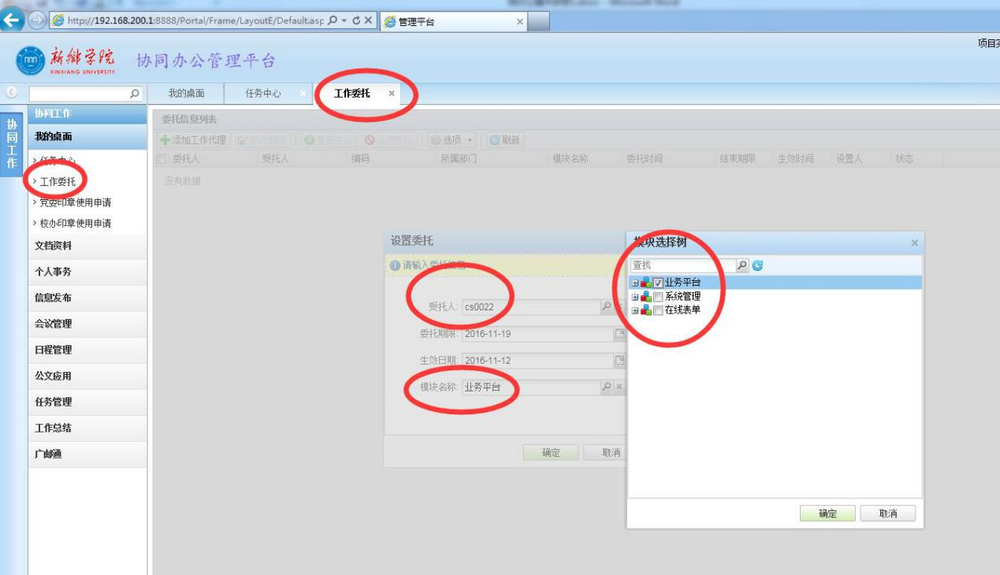 http://192.168.200.1:8888/Portal/Frame/LayoutE/Default.asp
管理平台
项目实
新鄉学院
XINXIANG UNIVERSITY
协同办公管理平台
我的桌面
任务中心
工作委托
协同工作
协同工作
我的桌面
任务中心
工作委托
党委印章使用申请
校办印章使用申请
文档资料
个人事务
信息发布
会议管理
日程管理
公文应用
任务管理
工作总结
广邮通
委托信息列表
添加工作代理
修改期限
重新委托
结束委托
选项
刷新
委托人 受托人 编码 所属部门 模块名称 委托时间 结束期限 生效时间 设置人 状态
没有数据
设置委托
请输入委托信息
受托人: cs0022
委托期限: 2016-11-19
生效日期: 2016-11-12
模块名称: 业务平台
确定
取消
模块选择树
查找
业务平台
系统管理
在线表单
确定
取消